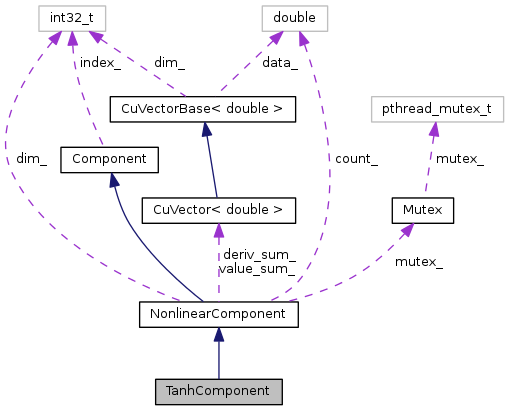 int32_t
double
index_
dim_
data_
CuVectorBase< double >
pthread_mutex_t
dim_
Component
count_
mutex_
CuVector< double >
Mutex
deriv_sum_
value_sum_
mutex_
NonlinearComponent
TanhComponent